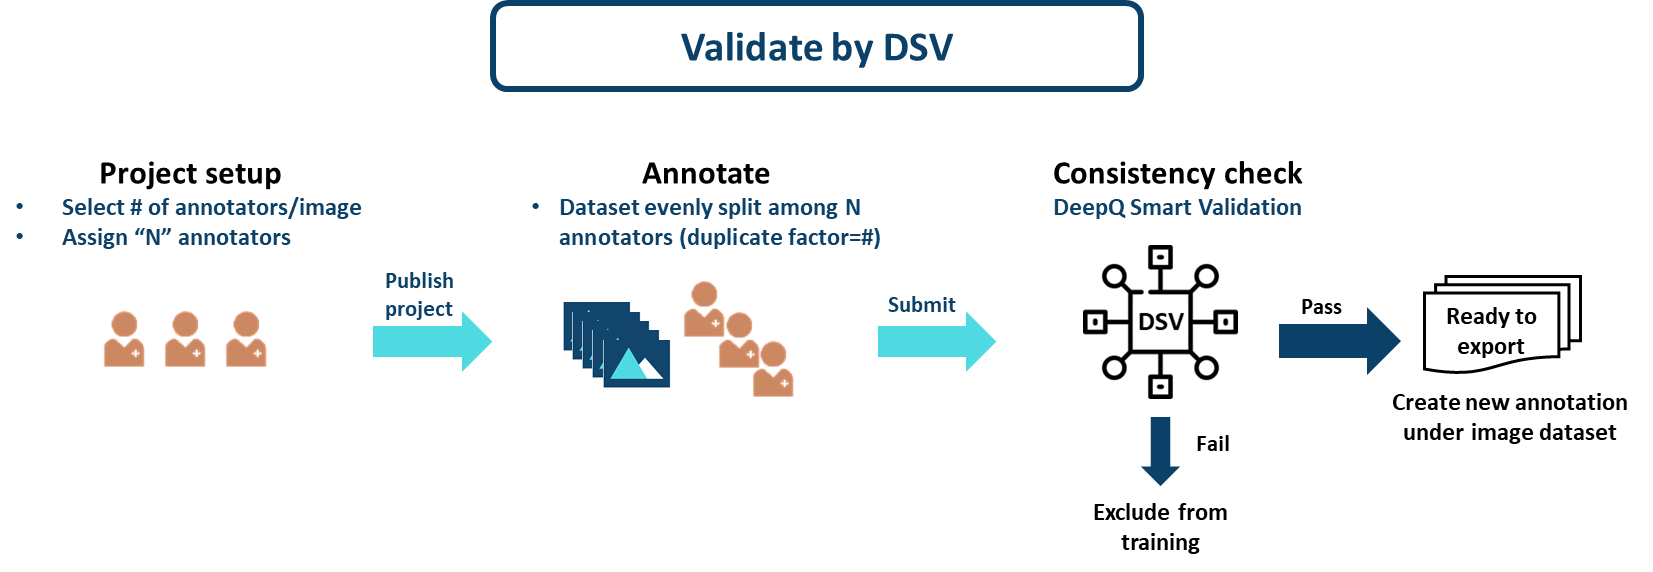 Validate by DSV
Project setup
• Select # of annotators/image
• Assign “N” annotators
Publish
project
Annotate
• Dataset evenly split among N
annotators (duplicate factor=#)
Submit
Consistency check
DeepQ Smart Validation
DSV
Pass
Ready to
export
Create new annotation
under image dataset
Fail
Exclude from
training